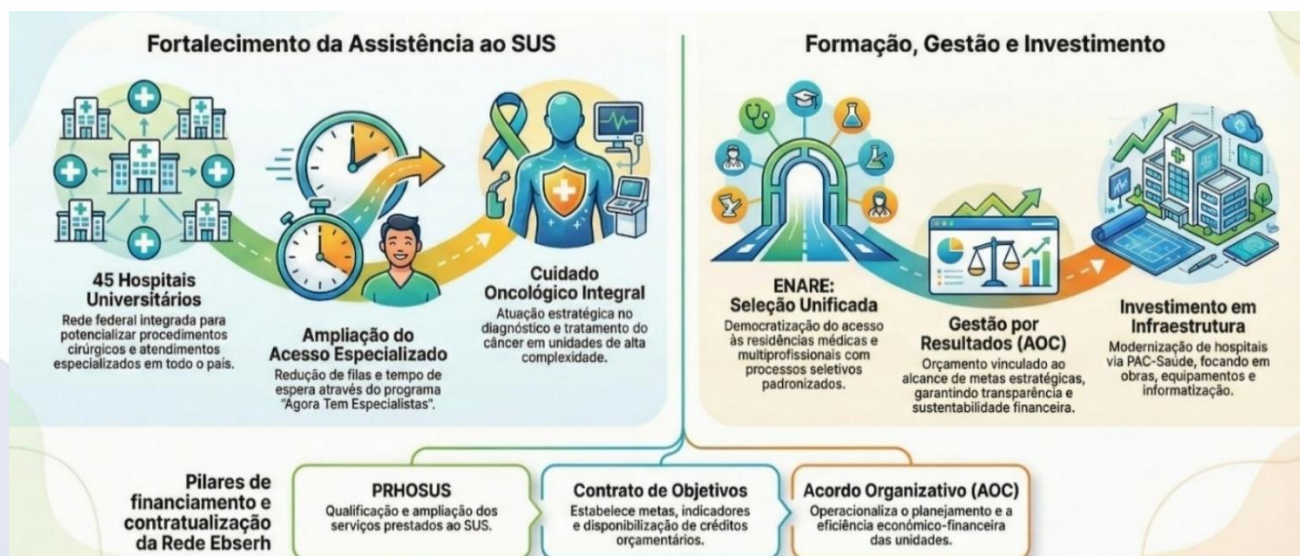 Fortalecimento da Assistência ao SUS
45 Hospitais
Universitários
Rede federal integrada para
potencializar procedimentos
cirúrgicos e atendimentos
especializados em todo o país.
Ampliação do
Acesso Especializado
Redução de filas e tempo de
espera através do programa
"Agora Tem Especialistas".
Cuidado
Oncológico Integral
Atuação estratégica no
diagnóstico e tratamento do
câncer em unidades de alta
complexidade.
Formação, Gestão e Investimento
ENARE:
Seleção Unificada
Democratização do acesso
às residências médicas e
multiprofissionais com
processos seletivos
padronizados.
Gestão por
Resultados (AOC)
Orçamento vinculado ao
alcance de metas estratégicas,
garantindo transparência e
sustentabilidade financeira.
Investimento em
Infraestrutura
Modernização de hospitais
via PAC-Saúde, focando em
obras, equipamentos e
informatização.
Pilares de
financiamento e
contratualização
da Rede Ebserh
PRHOSUS
Qualificação e ampliação dos
serviços prestados ao SUS.
Contrato de Objetivos
Estabelece metas, indicadores
e disponibilização de créditos
orçamentários.
Acordo Organizativo (AOC)
Operacionaliza o planejamento e a
eficiência económico-financeira
das unidades.